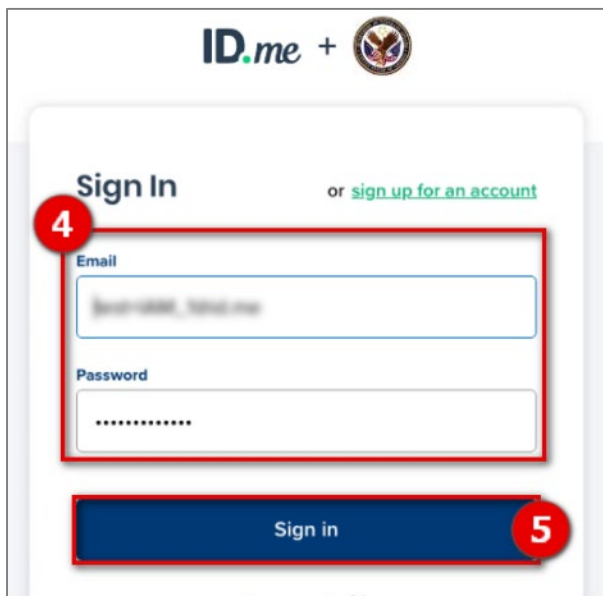 ID.me +
Sign In
or sign up for an account
4
Email
Password
Sign in
5